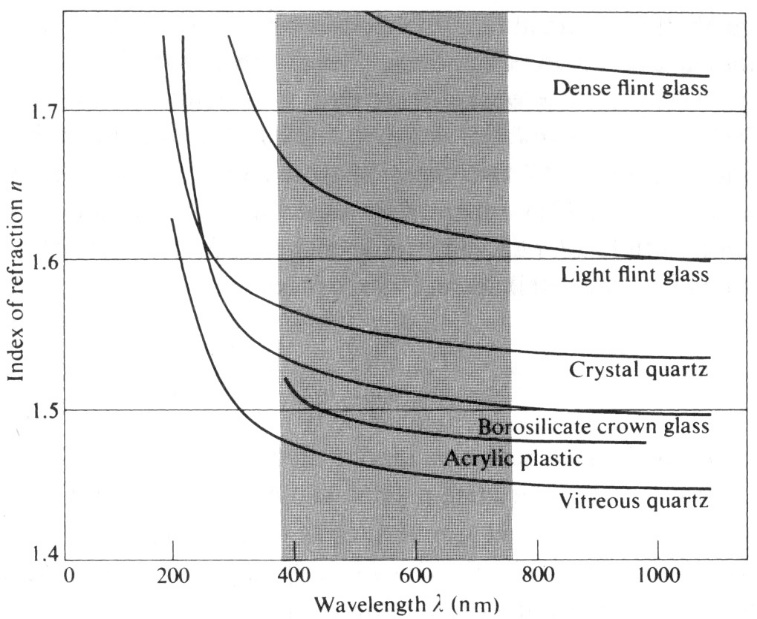 Dense flint glass
1.7
Index of refraction n
1.6
Light flint glass
Crystal quartz
1.5
Borosilicate crown glass
Acrylic plastic
Vitreous quartz
1.4
0 200 400 600 800 1000
Wavelength λ (nm)